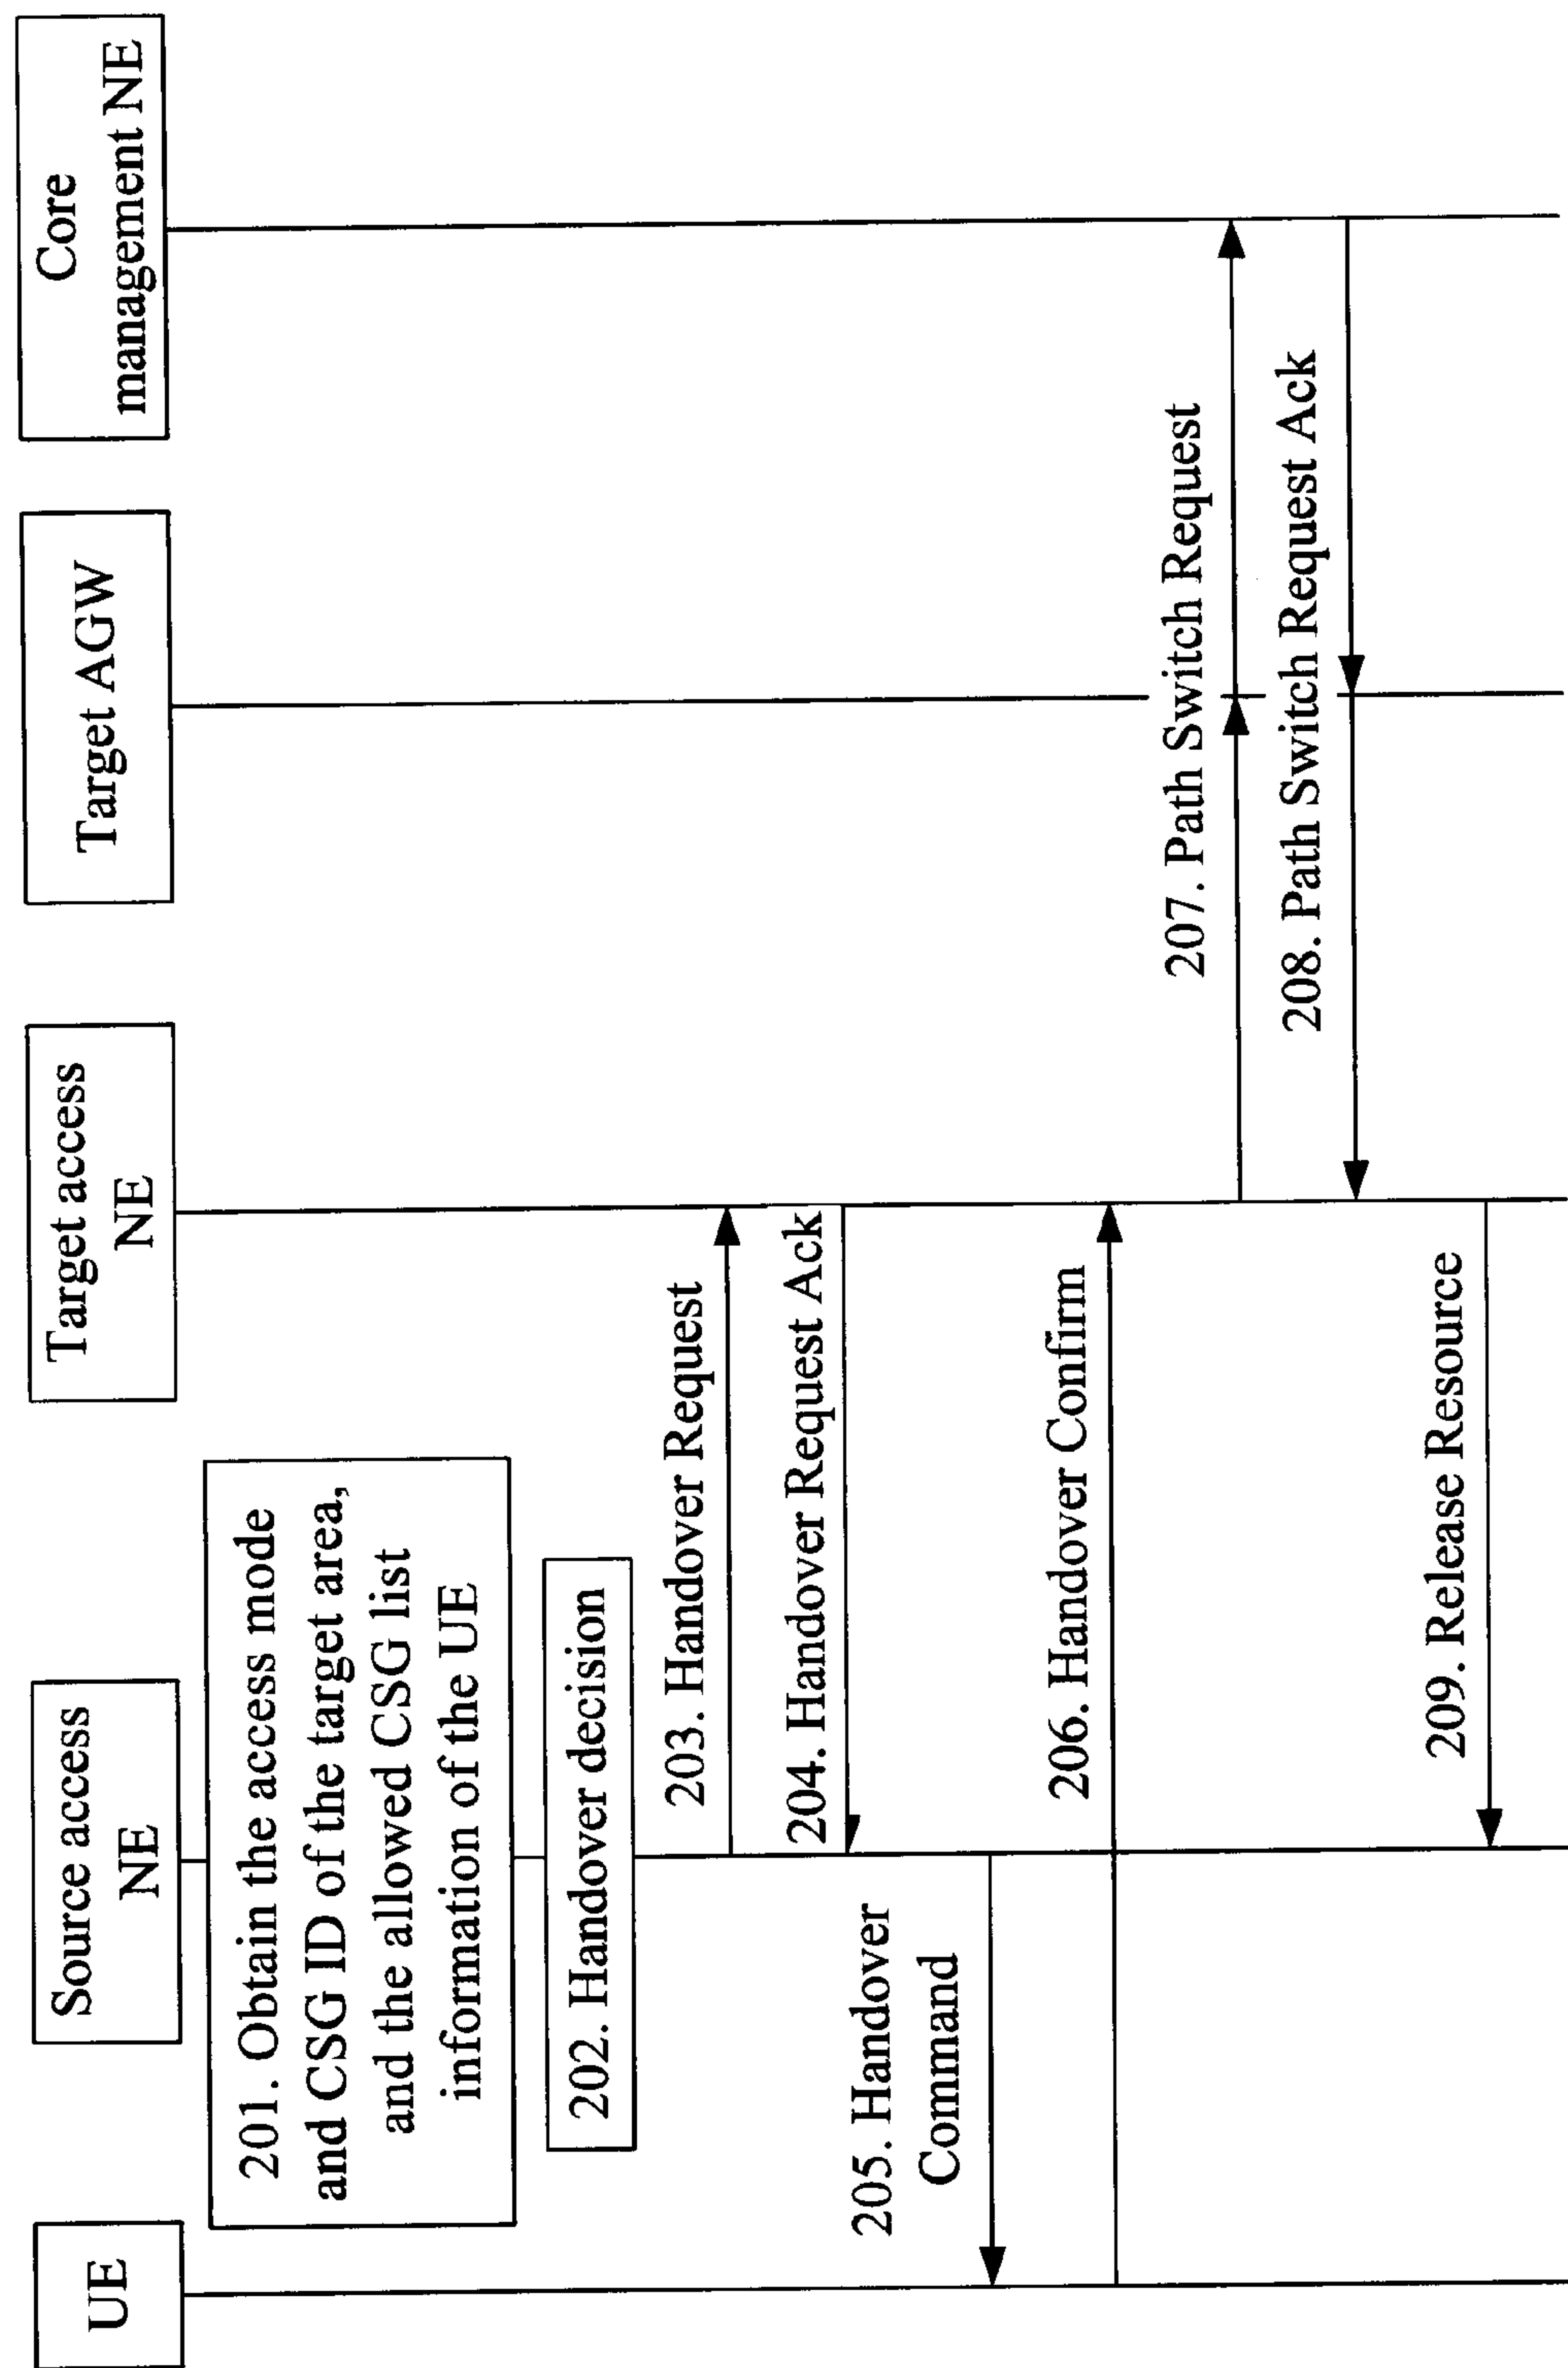 UE
Source access
NE
Target access
NE
Target AGW
Core
management NE
201. Obtain the access mode
and CSG ID of the target area,
and the allowed CSG list
information of the UE
202. Handover decision
203. Handover Request
204. Handover Request Ack
205. Handover
Command
206. Handover Confirm
207. Path Switch Request
208. Path Switch Request Ack
209. Release Resource